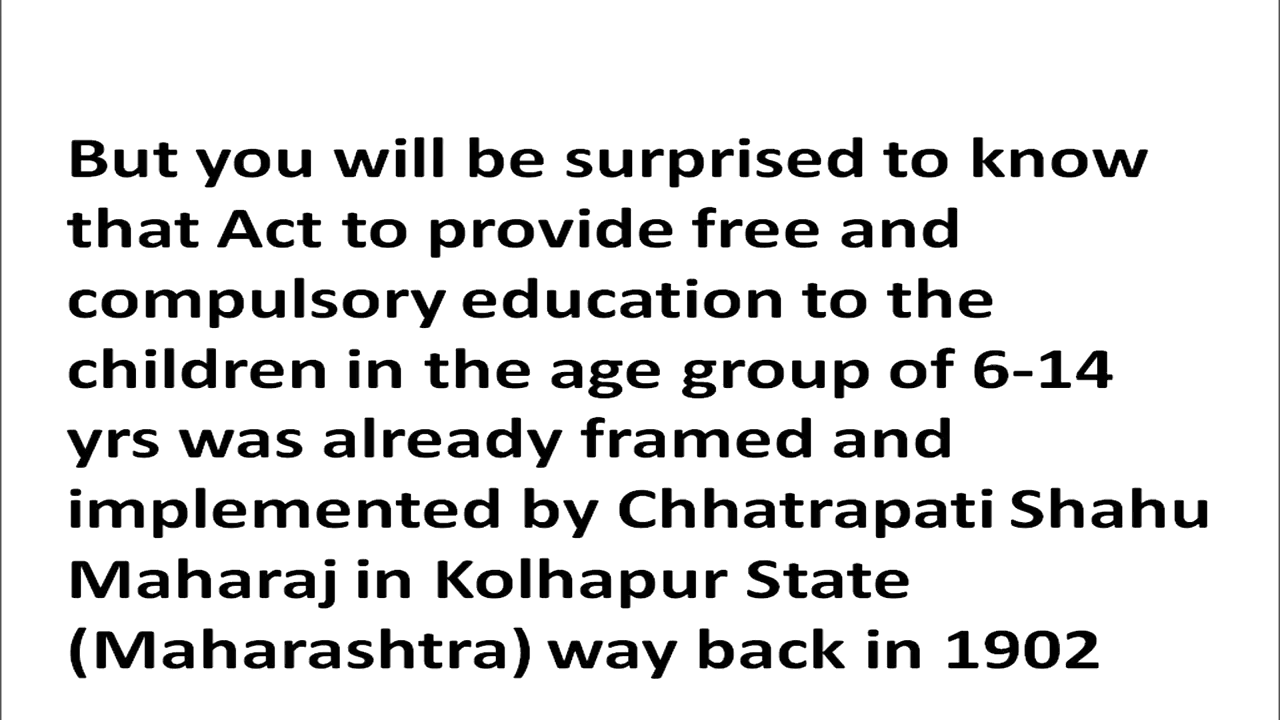 But you will be surprised to know
that Act to provide free and
compulsory education to the
children in the age group of 6-14
yrs was already framed and
implemented by Chhatrapati Shahu
Maharaj in Kolhapur State
(Maharashtra) way back in 1902